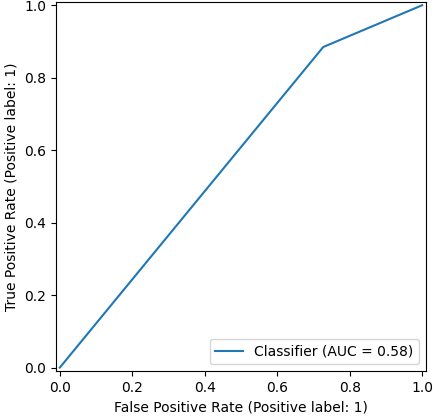 1.0
0.8
0.6
0.4
0.2
0.0
True Positive Rate (Positive label: 1)
Classifier (AUC = 0.58)
0.0 0.2 0.4 0.6 0.8 1.0
False Positive Rate (Positive label: 1)